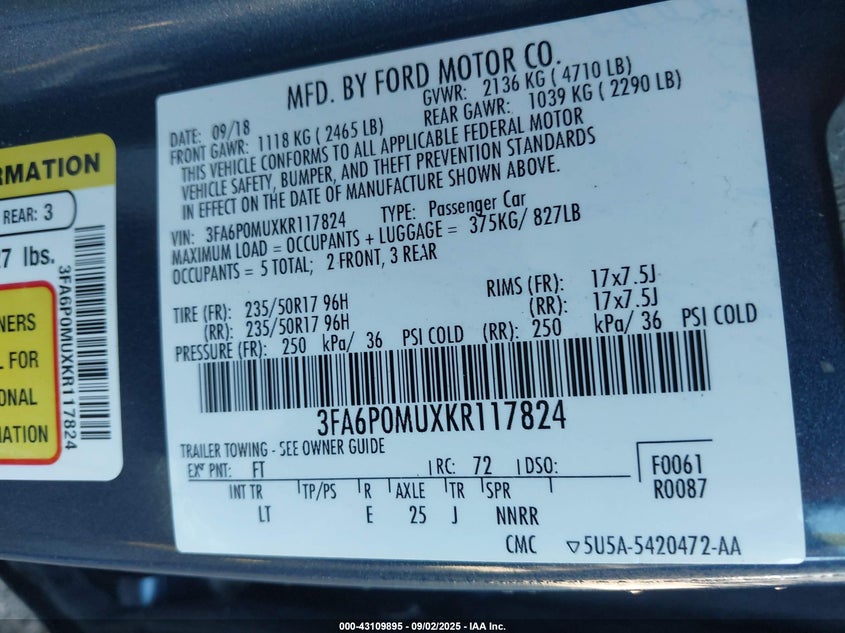 RMATION
REAR: 3
7 lbs.
NERS
L FOR
ONAL
MATION
3FA6P0MUXKR117824
MFD. BY FORD MOTOR CO.
DATE: 09/18 GVWR: 2136 KG ( 4710 LB)
FRONT GAWR: 1118 KG ( 2465 LB) REAR GAWR: 1039 KG ( 2290 LB)
THIS VEHICLE CONFORMS TO ALL APPLICABLE FEDERAL MOTOR
VEHICLE SAFETY, BUMPER, AND THEFT PREVENTION STANDARDS
IN EFFECT ON THE DATE OF MANUFACTURE SHOWN ABOVE.
VIN: 3FA6P0MUXKR117824 TYPE: Passenger Car
MAXIMUM LOAD = OCCUPANTS + LUGGAGE = 375KG/ 827LB
OCCUPANTS = 5 TOTAL; 2 FRONT, 3 REAR
TIRE (FR): 235/50R17 96H RIMS (FR): 17x7.5J
(RR): 235/50R17 96H (RR): 17x7.5J
PRESSURE (FR): 250 kPa/ 36 PSI COLD (RR): 250 kPa/ 36 PSI COLD
3FA6P0MUXKR117824
TRAILER TOWING - SEE OWNER GUIDE
EXT PNT: FT RC: 72 DSO: F0061
R0087
INT TR TP/PS R AXLE TR SPR
LT E 25 J NNRR
CMC ▽5U5A-5420472-AA
000-43109895 - 09/02/2025 - IAA Inc.